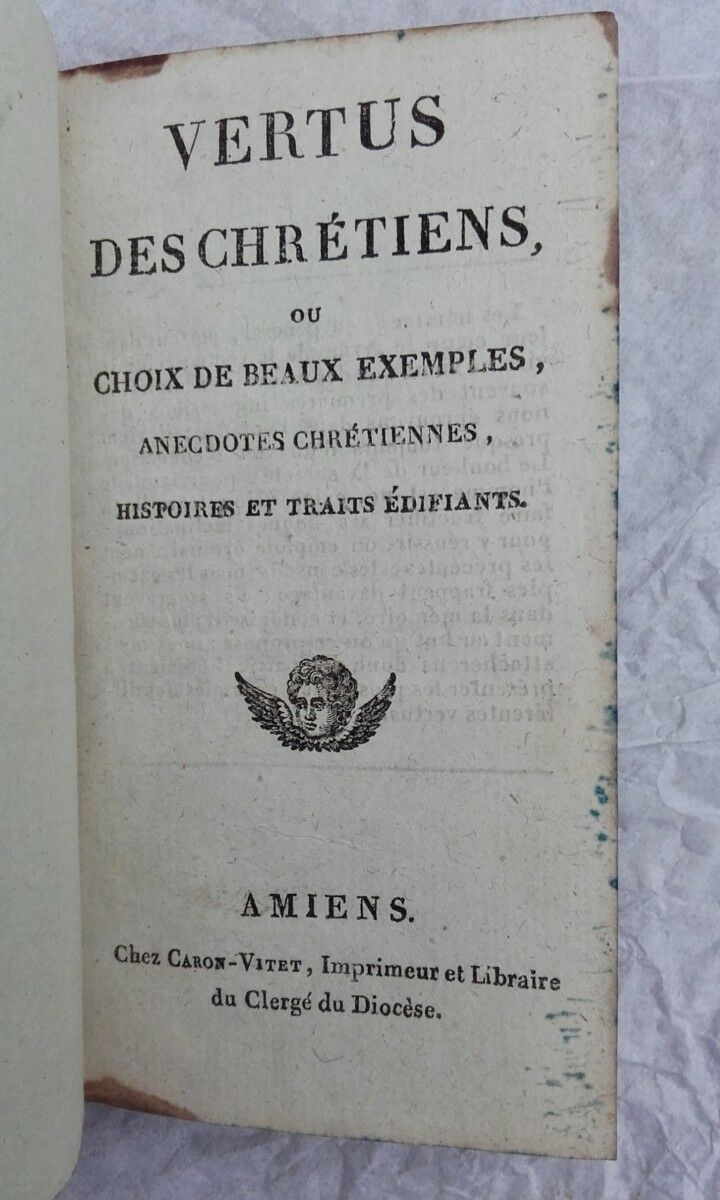 VERTUS
DES CHRÉTIENS,
OU
CHOIX DE BEAUX EXEMPLES,
ANECDOTES CHRÉTIENNES,
HISTOIRES ET TRAITS ÉDIFIANTS.
AMIENS.
Chez CARON-VITET, Imprimeur et Libraire
du Clergé du Diocèse.